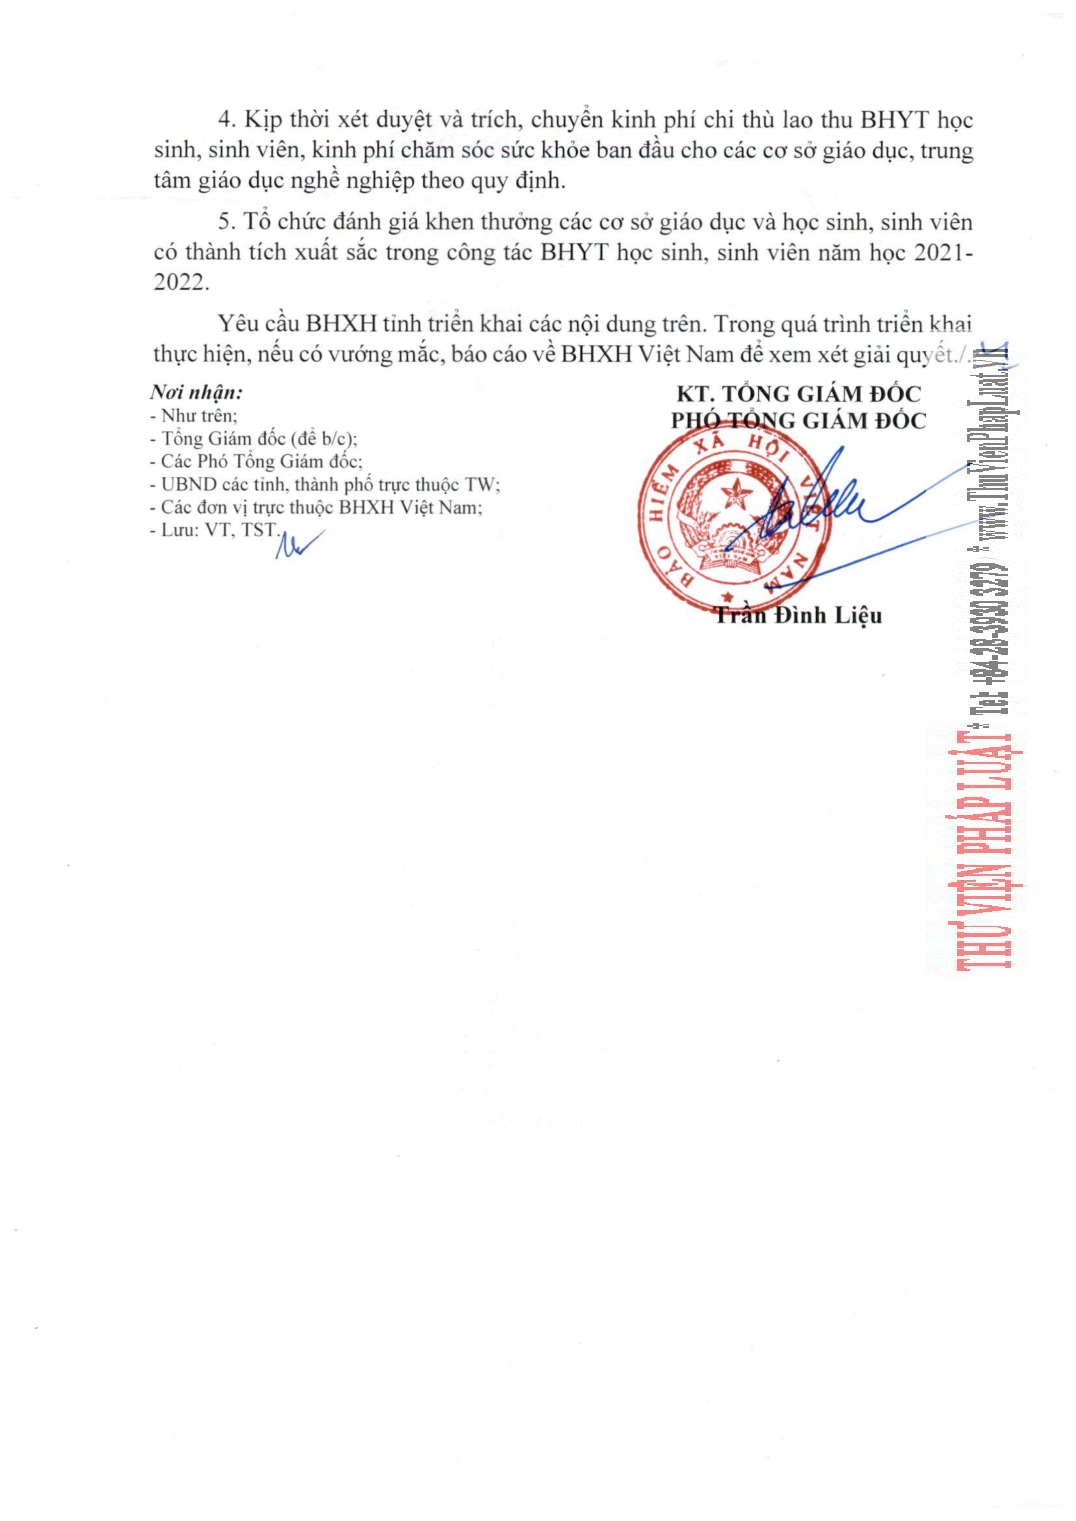 4. Kịp thời xét duyệt và trích, chuyển kinh phí chi thù lao thu BHYT học
sinh, sinh viên, kinh phí chăm sóc sức khỏe ban đầu cho các cơ sở giáo dục, trung
tâm giáo dục nghề nghiệp theo quy định.
5. Tổ chức đánh giá khen thưởng các cơ sở giáo dục và học sinh, sinh viên
có thành tích xuất sắc trong công tác BHYT học sinh, sinh viên năm học 2021-
2022.
Yêu cầu BHXH tỉnh triển khai các nội dung trên. Trong quá trình triển khai
thực hiện, nếu có vướng mắc, báo cáo về BHXH Việt Nam để xem xét giải quyết./.
Nơi nhận:
- Như trên;
- Tổng Giám đốc (để b/c);
- Các Phó Tổng Giám đốc;
- UBND các tỉnh, thành phố trực thuộc TW;
- Các đơn vị trực thuộc BHXH Việt Nam;
- Lưu: VT, TST.
KT. TỔNG GIÁM ĐỐC
PHÓ TỔNG GIÁM ĐỐC
BẢO HIỂM XÃ HỘI VIỆT NAM
Trần Đình Liệu
THƯ VIỆN PHÁP LUẬT * Tel: +84-28-3930 3279 * www.ThuVienPhapLuat.vn